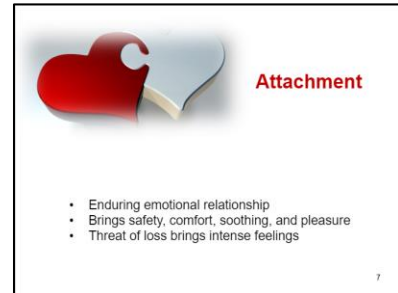 Attachment
• Enduring emotional relationship
• Brings safety, comfort, soothing, and pleasure
• Threat of loss brings intense feelings
7